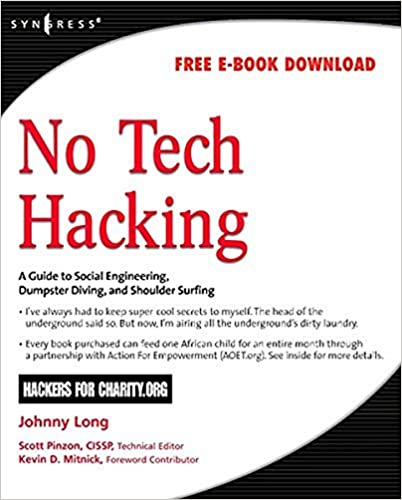 SYNGRESS®
FREE E-BOOK DOWNLOAD
No Tech
Hacking
A Guide to Social Engineering,
Dumpster Diving, and Shoulder Surfing
• I've always had to keep super cool secrets to myself. The head of the
underground said so. But now, I'm airing all the underground's dirty laundry.
• Every book purchased can feed one African child for an entire month through
a partnership with Action For Empowerment (AOET.org). See inside for more details.
HACKERS FOR CHARITY.ORG
Johnny Long
Scott Pinzon, CISSP, Technical Editor
Kevin D. Mitnick, Foreword Contributor